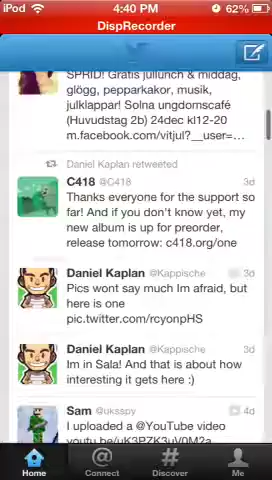 iPod 4:40 PM 62%
DispRecorder
SPRID! Gratis jullunch & middag,
glögg, pepparkakor, musik,
julklappar! Solna ungdomscafé
(Huvudstag 2b) 24dec kl12-20
m.facebook.com/vitjul?__user=...
Daniel Kaplan retweeted
C418 @C418 3d
Thanks everyone for the support so
far! And if you don't know yet, my
new album is up for preorder,
release tomorrow: c418.org/one
Daniel Kaplan @Kappische 3d
Pics wont say much Im afraid, but
here is one
pic.twitter.com/rcyonpHS
Daniel Kaplan @Kappische 3d
Im in Sala! And that is about how
interesting it gets here :)
Sam @uksspy 4d
I uploaded a @YouTube video
youtu.be/uK3PZK3uV0M?a
Home Connect Discover Me